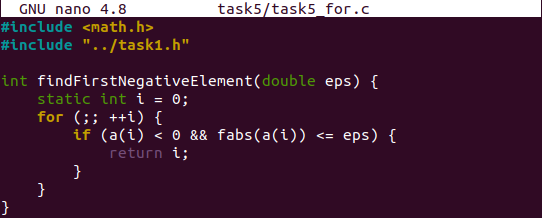 GNU nano 4.8 task5/task5_for.c
#include <math.h>
#include "../task1.h"
int findFirstNegativeElement(double eps) {
    static int i = 0;
    for (;; ++i) {
        if (a(i) < 0 && fabs(a(i)) <= eps) {
            return i;
        }
    }
}